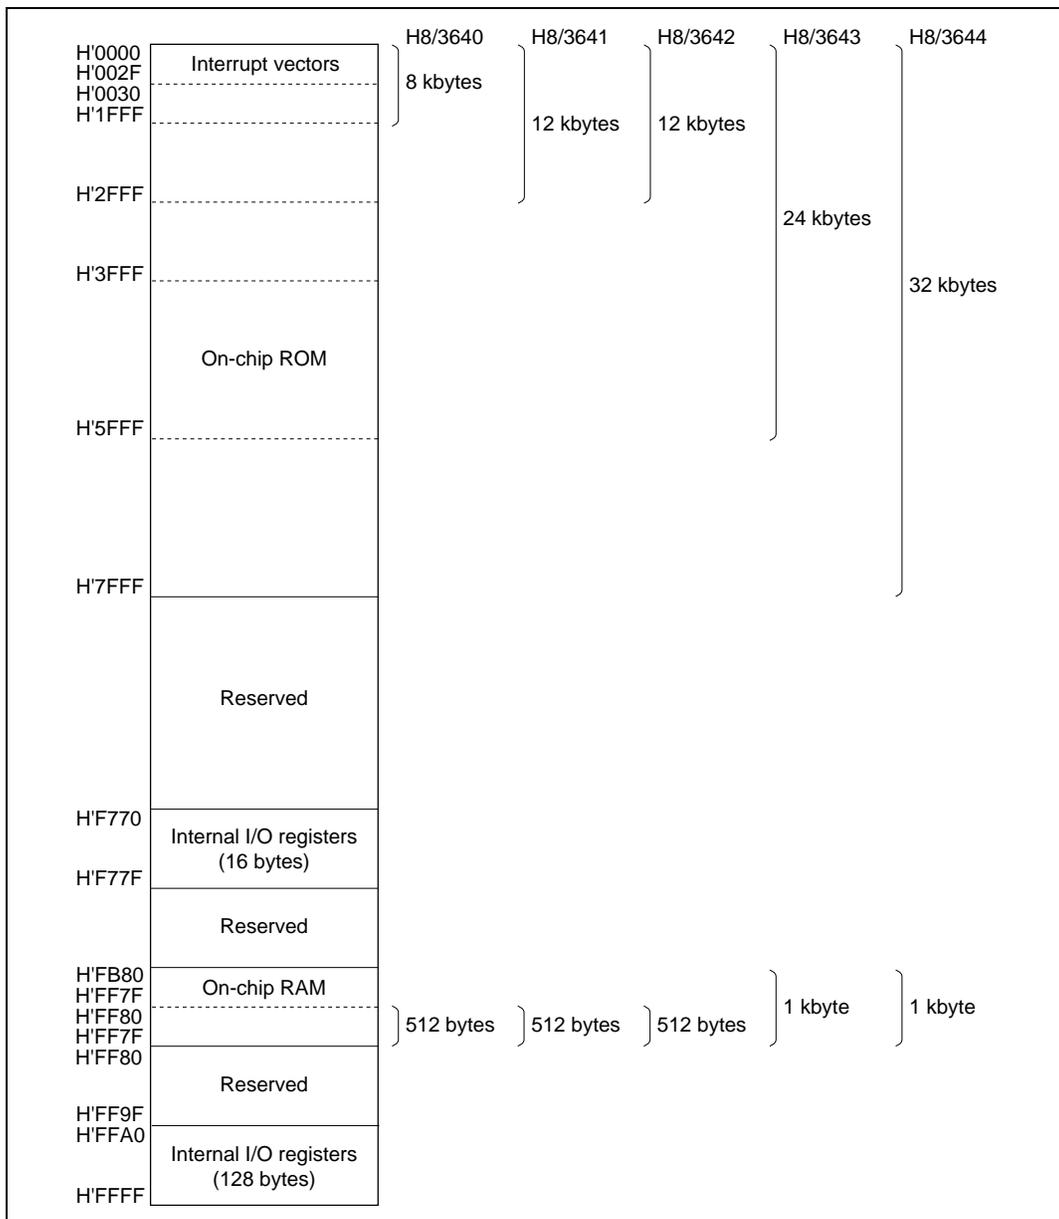 H8/3640 H8/3641 H8/3642 H8/3643 H8/3644
H'0000
Interrupt vectors
H'002F
8 kbytes
H'0030
H'1FFF
12 kbytes 12 kbytes
H'2FFF
24 kbytes
H'3FFF
32 kbytes
On-chip ROM
H'5FFF
H'7FFF
Reserved
H'F770
Internal I/O registers
(16 bytes)
H'F77F
Reserved
H'FB80
On-chip RAM
H'FF7F
1 kbyte 1 kbyte
H'FF80
512 bytes 512 bytes 512 bytes
H'FF7F
H'FF80
Reserved
H'FF9F
H'FFA0
Internal I/O registers
(128 bytes)
H'FFFF